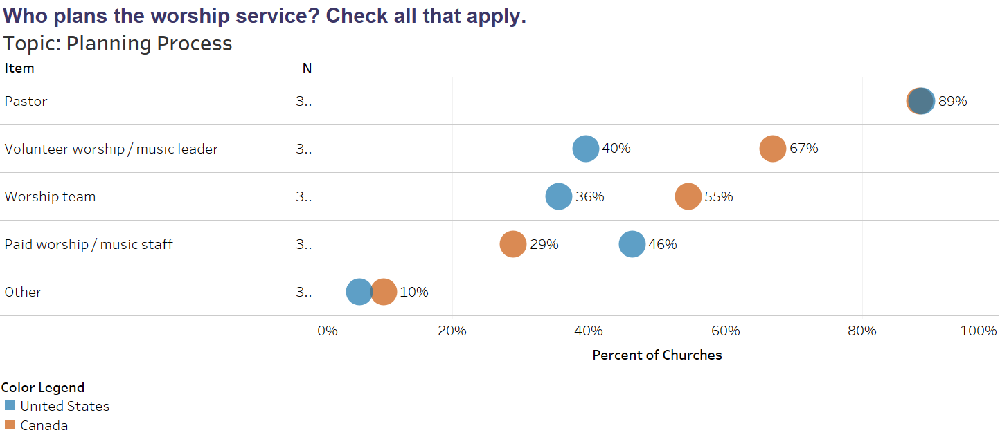 Who plans the worship service? Check all that apply.
Topic: Planning Process
Item N
Pastor 3.. 89%
Volunteer worship / music leader 3.. 40% 67%
Worship team 3.. 36% 55%
Paid worship / music staff 3.. 29% 46%
Other 3.. 10%
0% 20% 40% 60% 80% 100%
Percent of Churches
Color Legend
United States
Canada